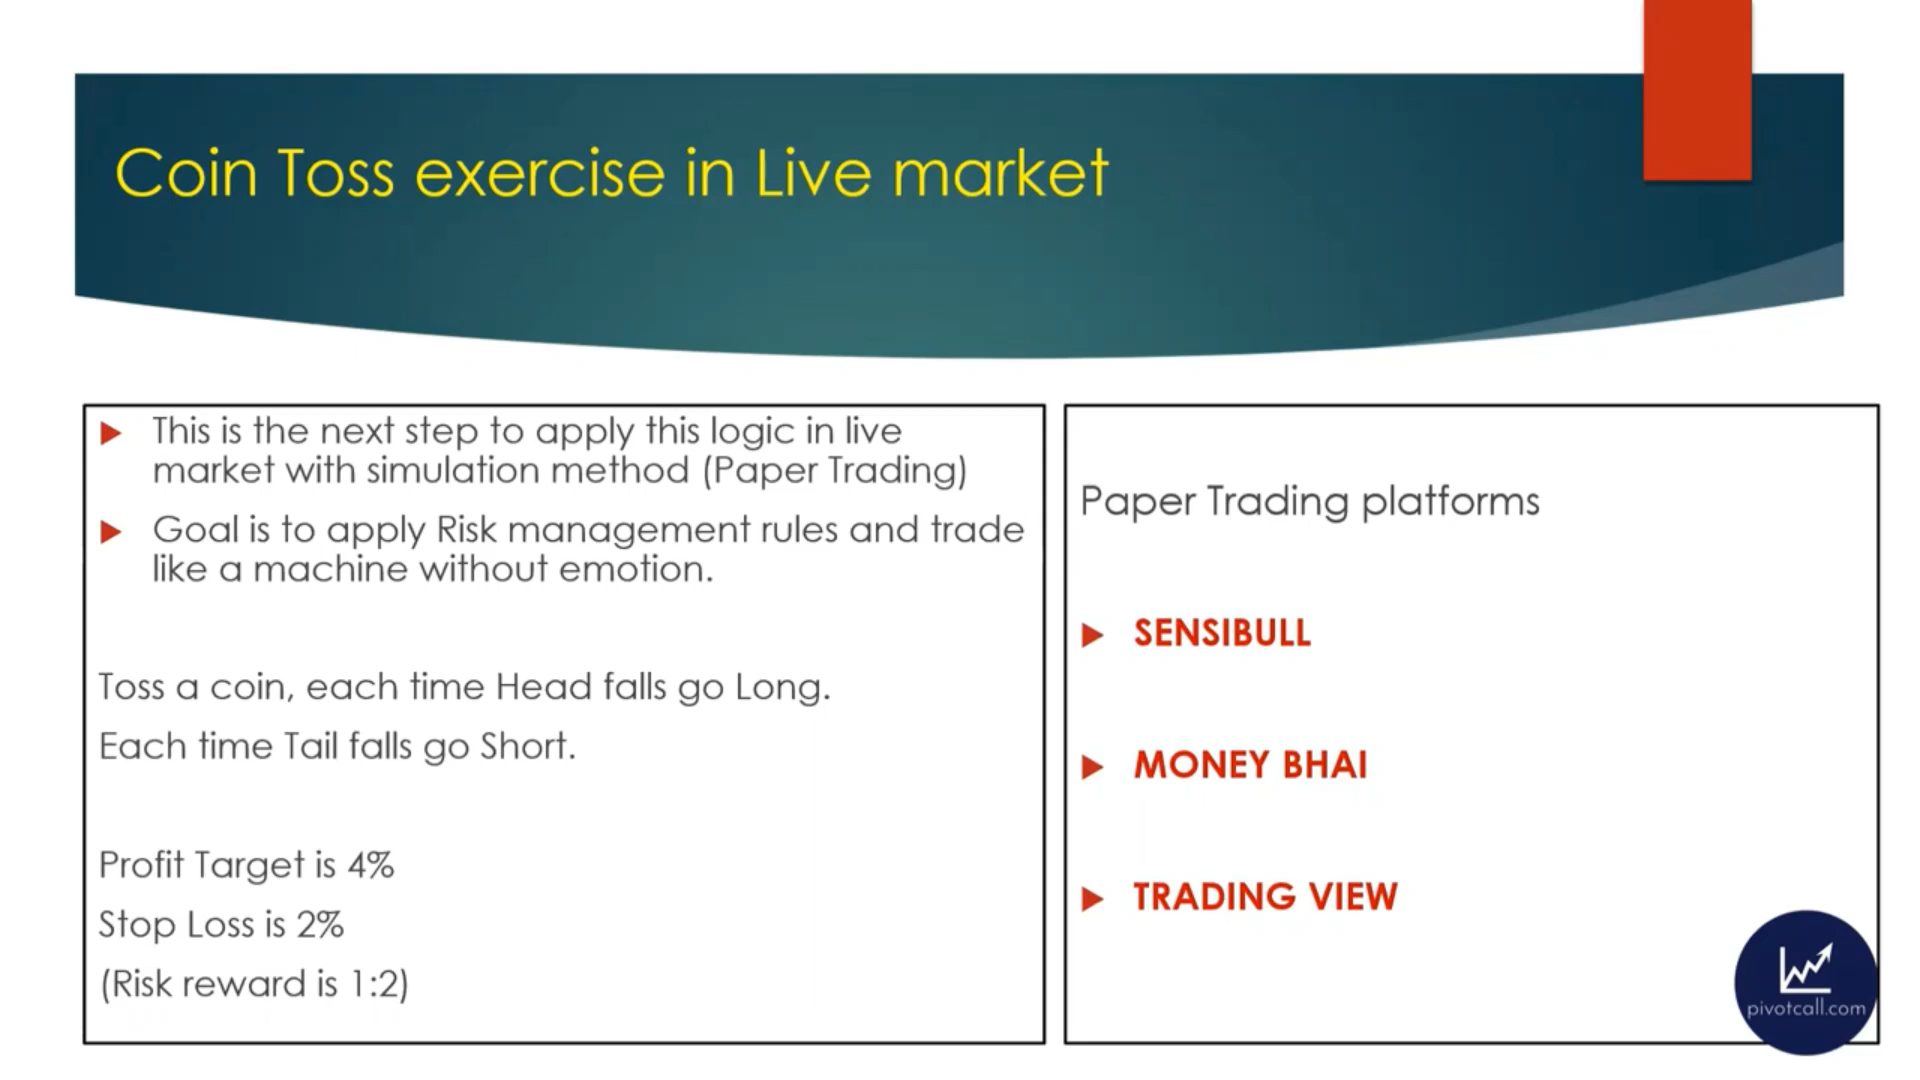 Coin Toss exercise in Live market
This is the next step to apply this logic in live
market with simulation method (Paper Trading)
Goal is to apply Risk management rules and trade
like a machine without emotion.
Toss a coin, each time Head falls go Long.
Each time Tail falls go Short.
Profit Target is 4%
Stop Loss is 2%
(Risk reward is 1:2)
Paper Trading platforms
SENSIBULL
MONEY BHAI
TRADING VIEW
pivotcall.com